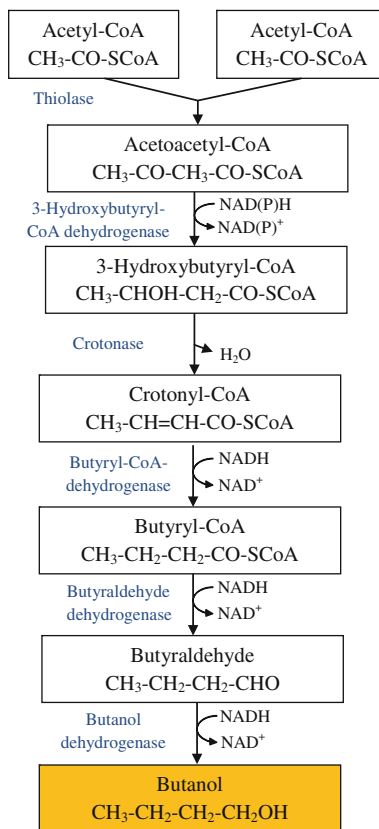 Acetyl-CoA
CH₃-CO-SCoA
Acetyl-CoA
CH₃-CO-SCoA
Thiolase
Acetoacetyl-CoA
CH₃-CO-CH₃-CO-SCoA
3-Hydroxybutyryl-
CoA dehydrogenase
NAD(P)H
NAD(P)⁺
3-Hydroxybutyryl-CoA
CH₃-CHOH-CH₂-CO-SCoA
Crotonase
H₂O
Crotonyl-CoA
CH₃-CH=CH-CO-SCoA
Butyryl-CoA-
dehydrogenase
NADH
NAD⁺
Butyryl-CoA
CH₃-CH₂-CH₂-CO-SCoA
Butyraldehyde
dehydrogenase
NADH
NAD⁺
Butyraldehyde
CH₃-CH₂-CH₂-CHO
Butanol
dehydrogenase
NADH
NAD⁺
Butanol
CH₃-CH₂-CH₂-CH₂OH